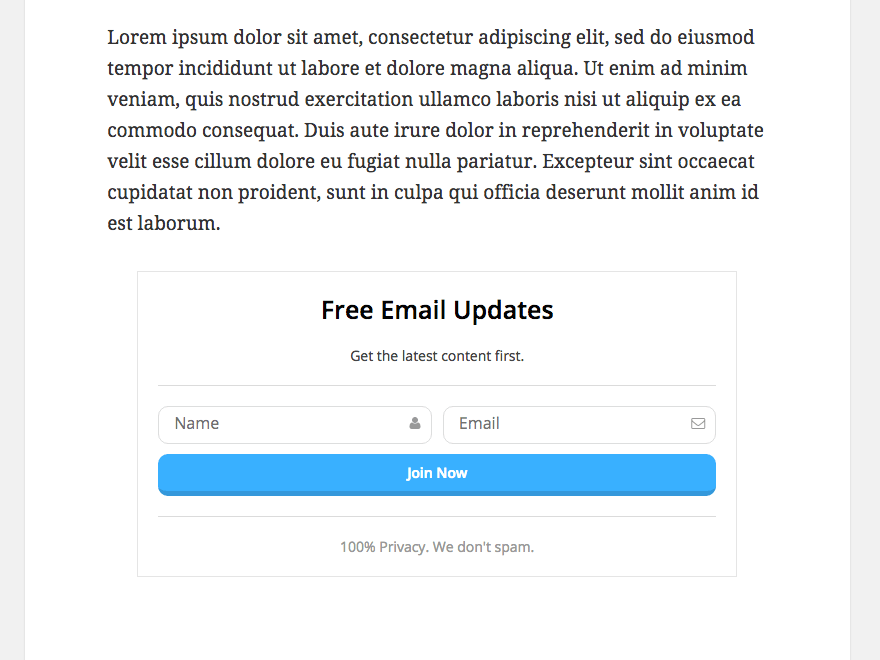 Lorem ipsum dolor sit amet, consectetur adipiscing elit, sed do eiusmod
tempor incididunt ut labore et dolore magna aliqua. Ut enim ad minim
veniam, quis nostrud exercitation ullamco laboris nisi ut aliquip ex ea
commodo consequat. Duis aute irure dolor in reprehenderit in voluptate
velit esse cillum dolore eu fugiat nulla pariatur. Excepteur sint occaecat
cupidatat non proident, sunt in culpa qui officia deserunt mollit anim id
est laborum.
Free Email Updates
Get the latest content first.
Name
Email
Join Now
100% Privacy. We don't spam.